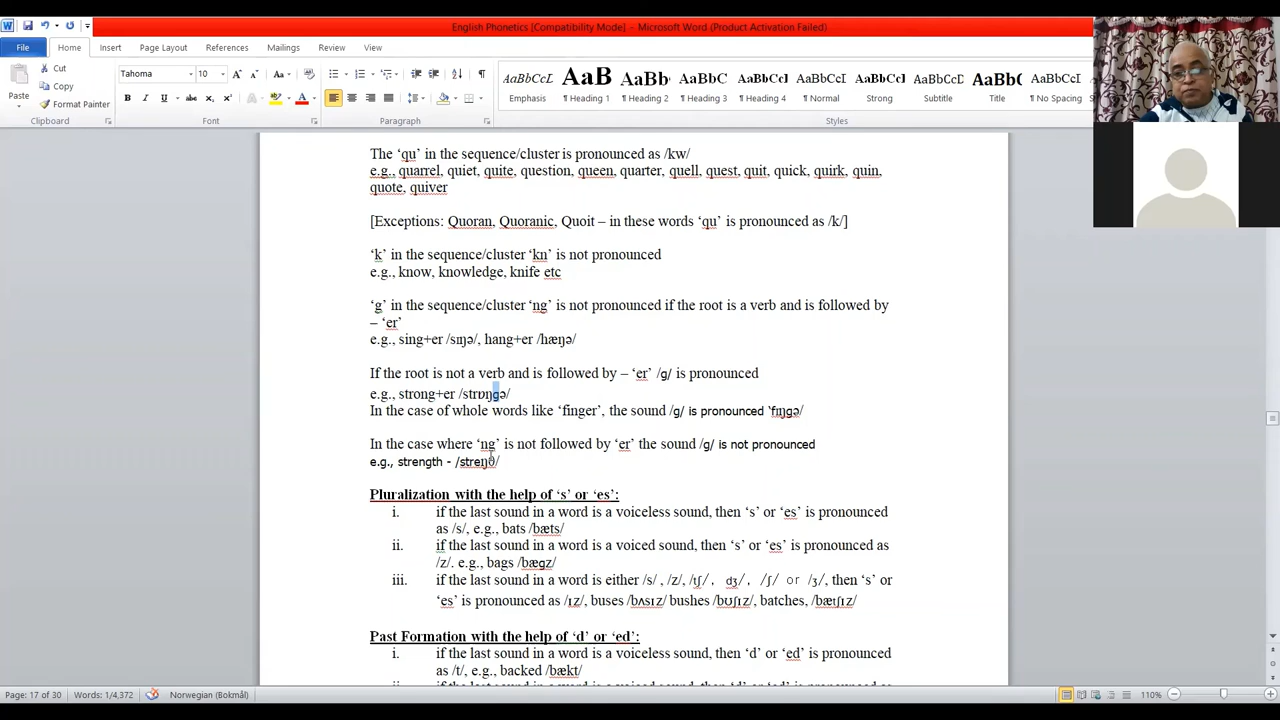 English Phonetics [Compatibility Mode] – Microsoft Word (Product Activation Failed)
File Home Insert Page Layout References Mailings Review View
Cut
Copy
Format Painter
Paste
Tahoma 10
AaBbCcL AaB AaBb( AaBbC AaBbCcI AaBbCcI AaBbCcI AaBbCcD AaBb( AaBbCcI
Emphasis ¶ Heading 1 ¶ Heading 2 ¶ Heading 3 ¶ Heading 4 ¶ Normal Strong Subtitle Title ¶ No Spacing
Clipboard Font Paragraph Styles
The ‘qu’ in the sequence/cluster is pronounced as /kw/
e.g., quarrel, quiet, quite, question, queen, quarter, quell, quest, quit, quick, quirk, quin,
quote, quiver
[Exceptions: Quoran, Quoranic, Quoit – in these words ‘qu’ is pronounced as /k/]
‘k’ in the sequence/cluster ‘kn’ is not pronounced
e.g., know, knowledge, knife etc
‘g’ in the sequence/cluster ‘ng’ is not pronounced if the root is a verb and is followed by
– ‘er’
e.g., sing+er /sɪŋə/, hang+er /hæŋə/
If the root is not a verb and is followed by – ‘er’ /g/ is pronounced
e.g., strong+er /strɒŋgə/
In the case of whole words like ‘finger’, the sound /g/ is pronounced ‘fɪŋgə/
In the case where ‘ng’ is not followed by ‘er’ the sound /g/ is not pronounced
e.g., strength - /streŋθ/
Pluralization with the help of ‘s’ or ‘es’:
i. if the last sound in a word is a voiceless sound, then ‘s’ or ‘es’ is pronounced
as /s/, e.g., bats /bæts/
ii. if the last sound in a word is a voiced sound, then ‘s’ or ‘es’ is pronounced as
/z/. e.g., bags /bægz/
iii. if the last sound in a word is either /s/ , /z/, /tʃ/, dʒ/, /ʃ/ or /ʒ/, then ‘s’ or
‘es’ is pronounced as /ɪz/, buses /bʌsɪz/ bushes /bʊʃɪz/, batches, /bætʃɪz/
Past Formation with the help of ‘d’ or ‘ed’:
i. if the last sound in a word is a voiceless sound, then ‘d’ or ‘ed’ is pronounced
as /t/, e.g., backed /bækt/
Page: 17 of 30 Words: 1/4,372 Norwegian (Bokmål) 110%